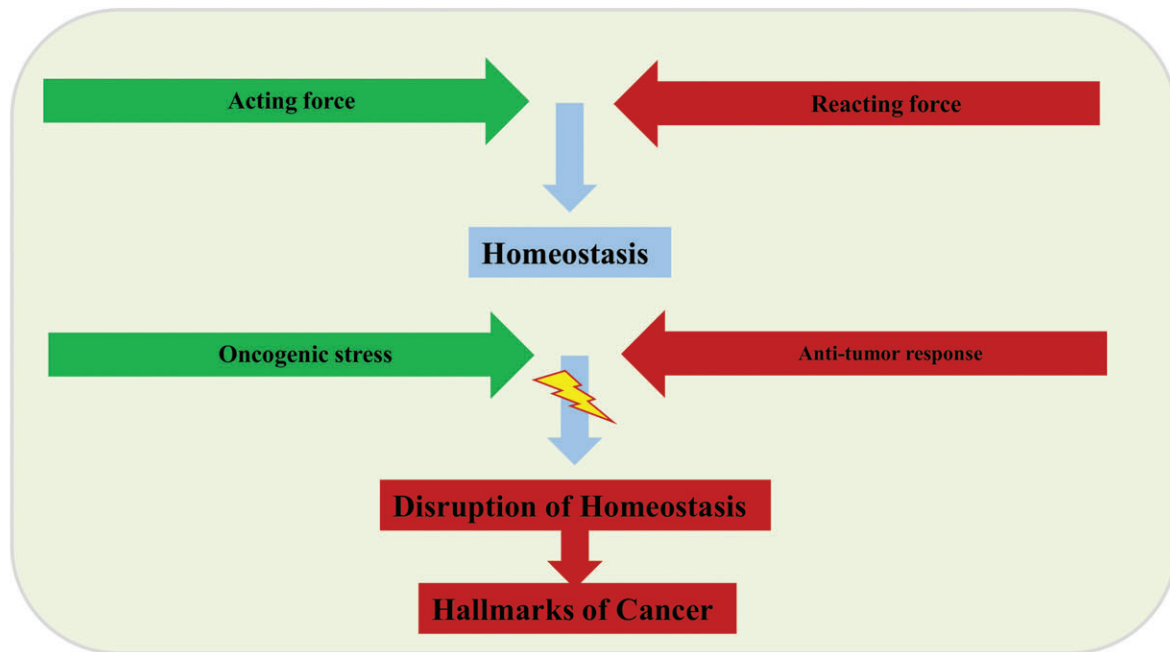 Acting force
Reacting force
Homeostasis
Oncogenic stress
Anti-tumor response
Disruption of Homeostasis
Hallmarks of Cancer